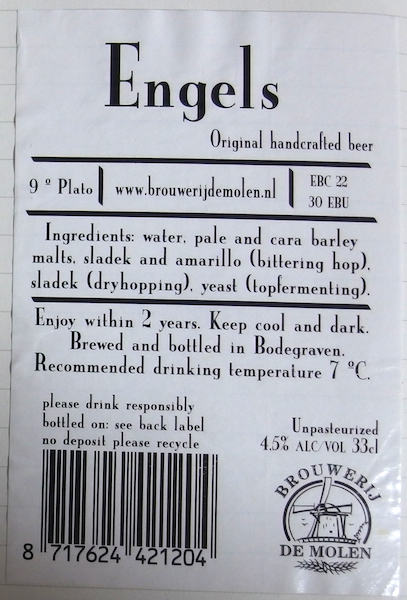 Engels
Original handcrafted beer
9 º Plato
www.brouwerijdemolen.nl
EBC 22
30 EBU
Ingredients: water, pale and cara barley
malts, sladek and amarillo (bittering hop),
sladek (dryhopping), yeast (topfermenting).
Enjoy within 2 years. Keep cool and dark.
Brewed and bottled in Bodegraven.
Recommended drinking temperature 7 ºC.
please drink responsibly
bottled on: see back label
no deposit please recycle
Unpasteurized
4.5% ALC/VOL 33cl
8 717624 421204
BROUWERIJ
DE MOLEN